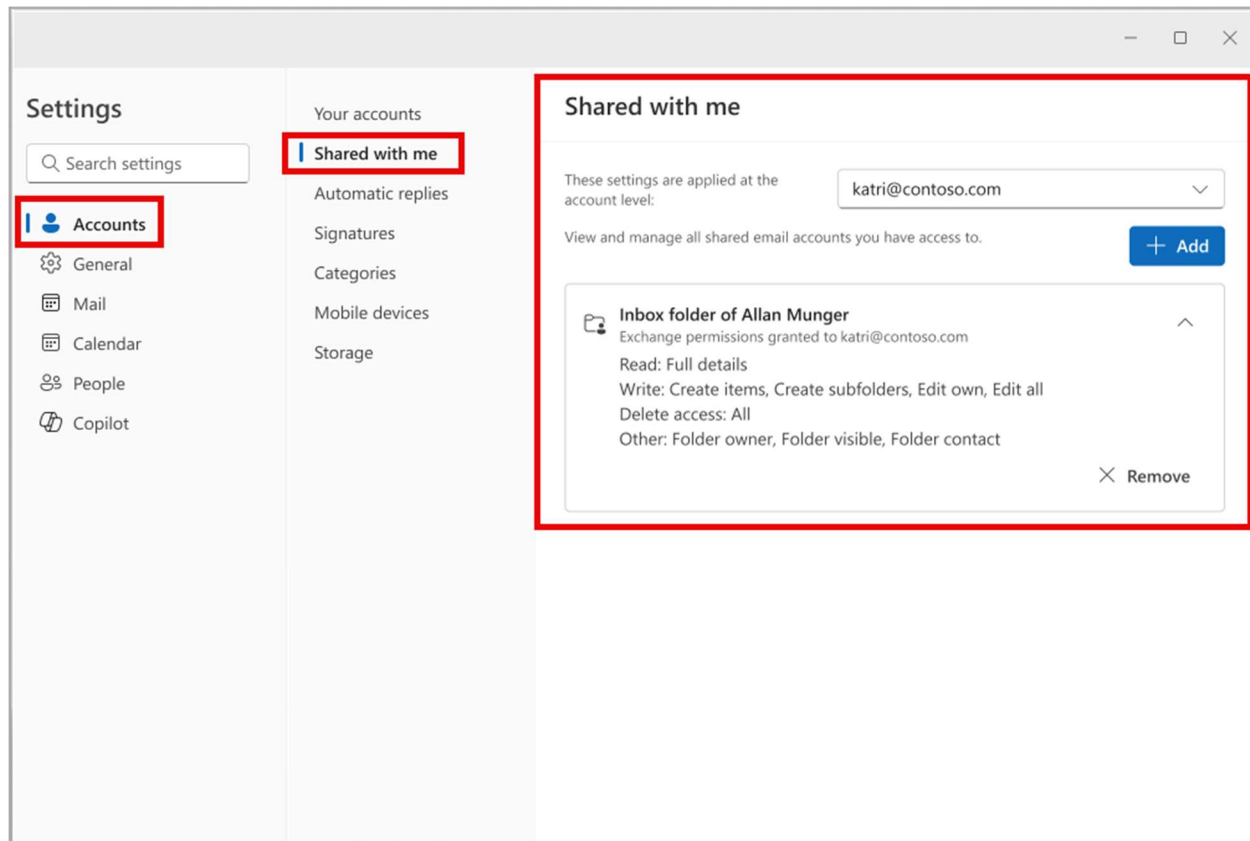 Settings
Search settings
Accounts
General
Mail
Calendar
People
Copilot
Your accounts
Shared with me
Automatic replies
Signatures
Categories
Mobile devices
Storage
Shared with me
These settings are applied at the
account level:
katri@contoso.com
View and manage all shared email accounts you have access to.
Add
Inbox folder of Allan Munger
Exchange permissions granted to katri@contoso.com
Read: Full details
Write: Create items, Create subfolders, Edit own, Edit all
Delete access: All
Other: Folder owner, Folder visible, Folder contact
Remove